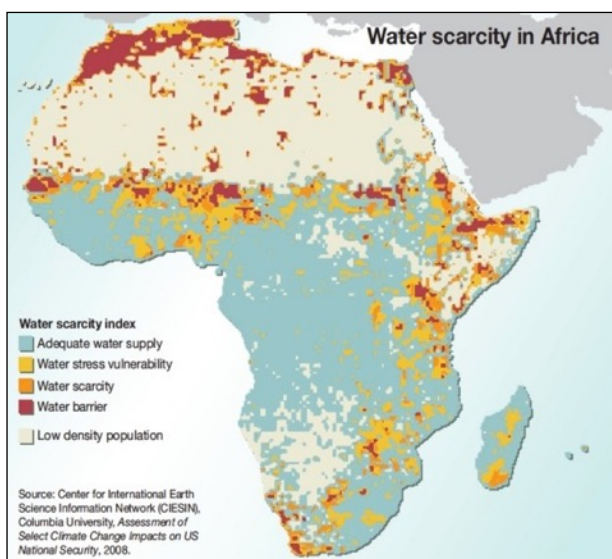 Water scarcity in Africa
Water scarcity index
Adequate water supply
Water stress vulnerability
Water scarcity
Water barrier
Low density population
Source: Center for International Earth
Science Information Network (CIESIN),
Columbia University, Assessment of
Select Climate Change Impacts on US
National Security, 2008.